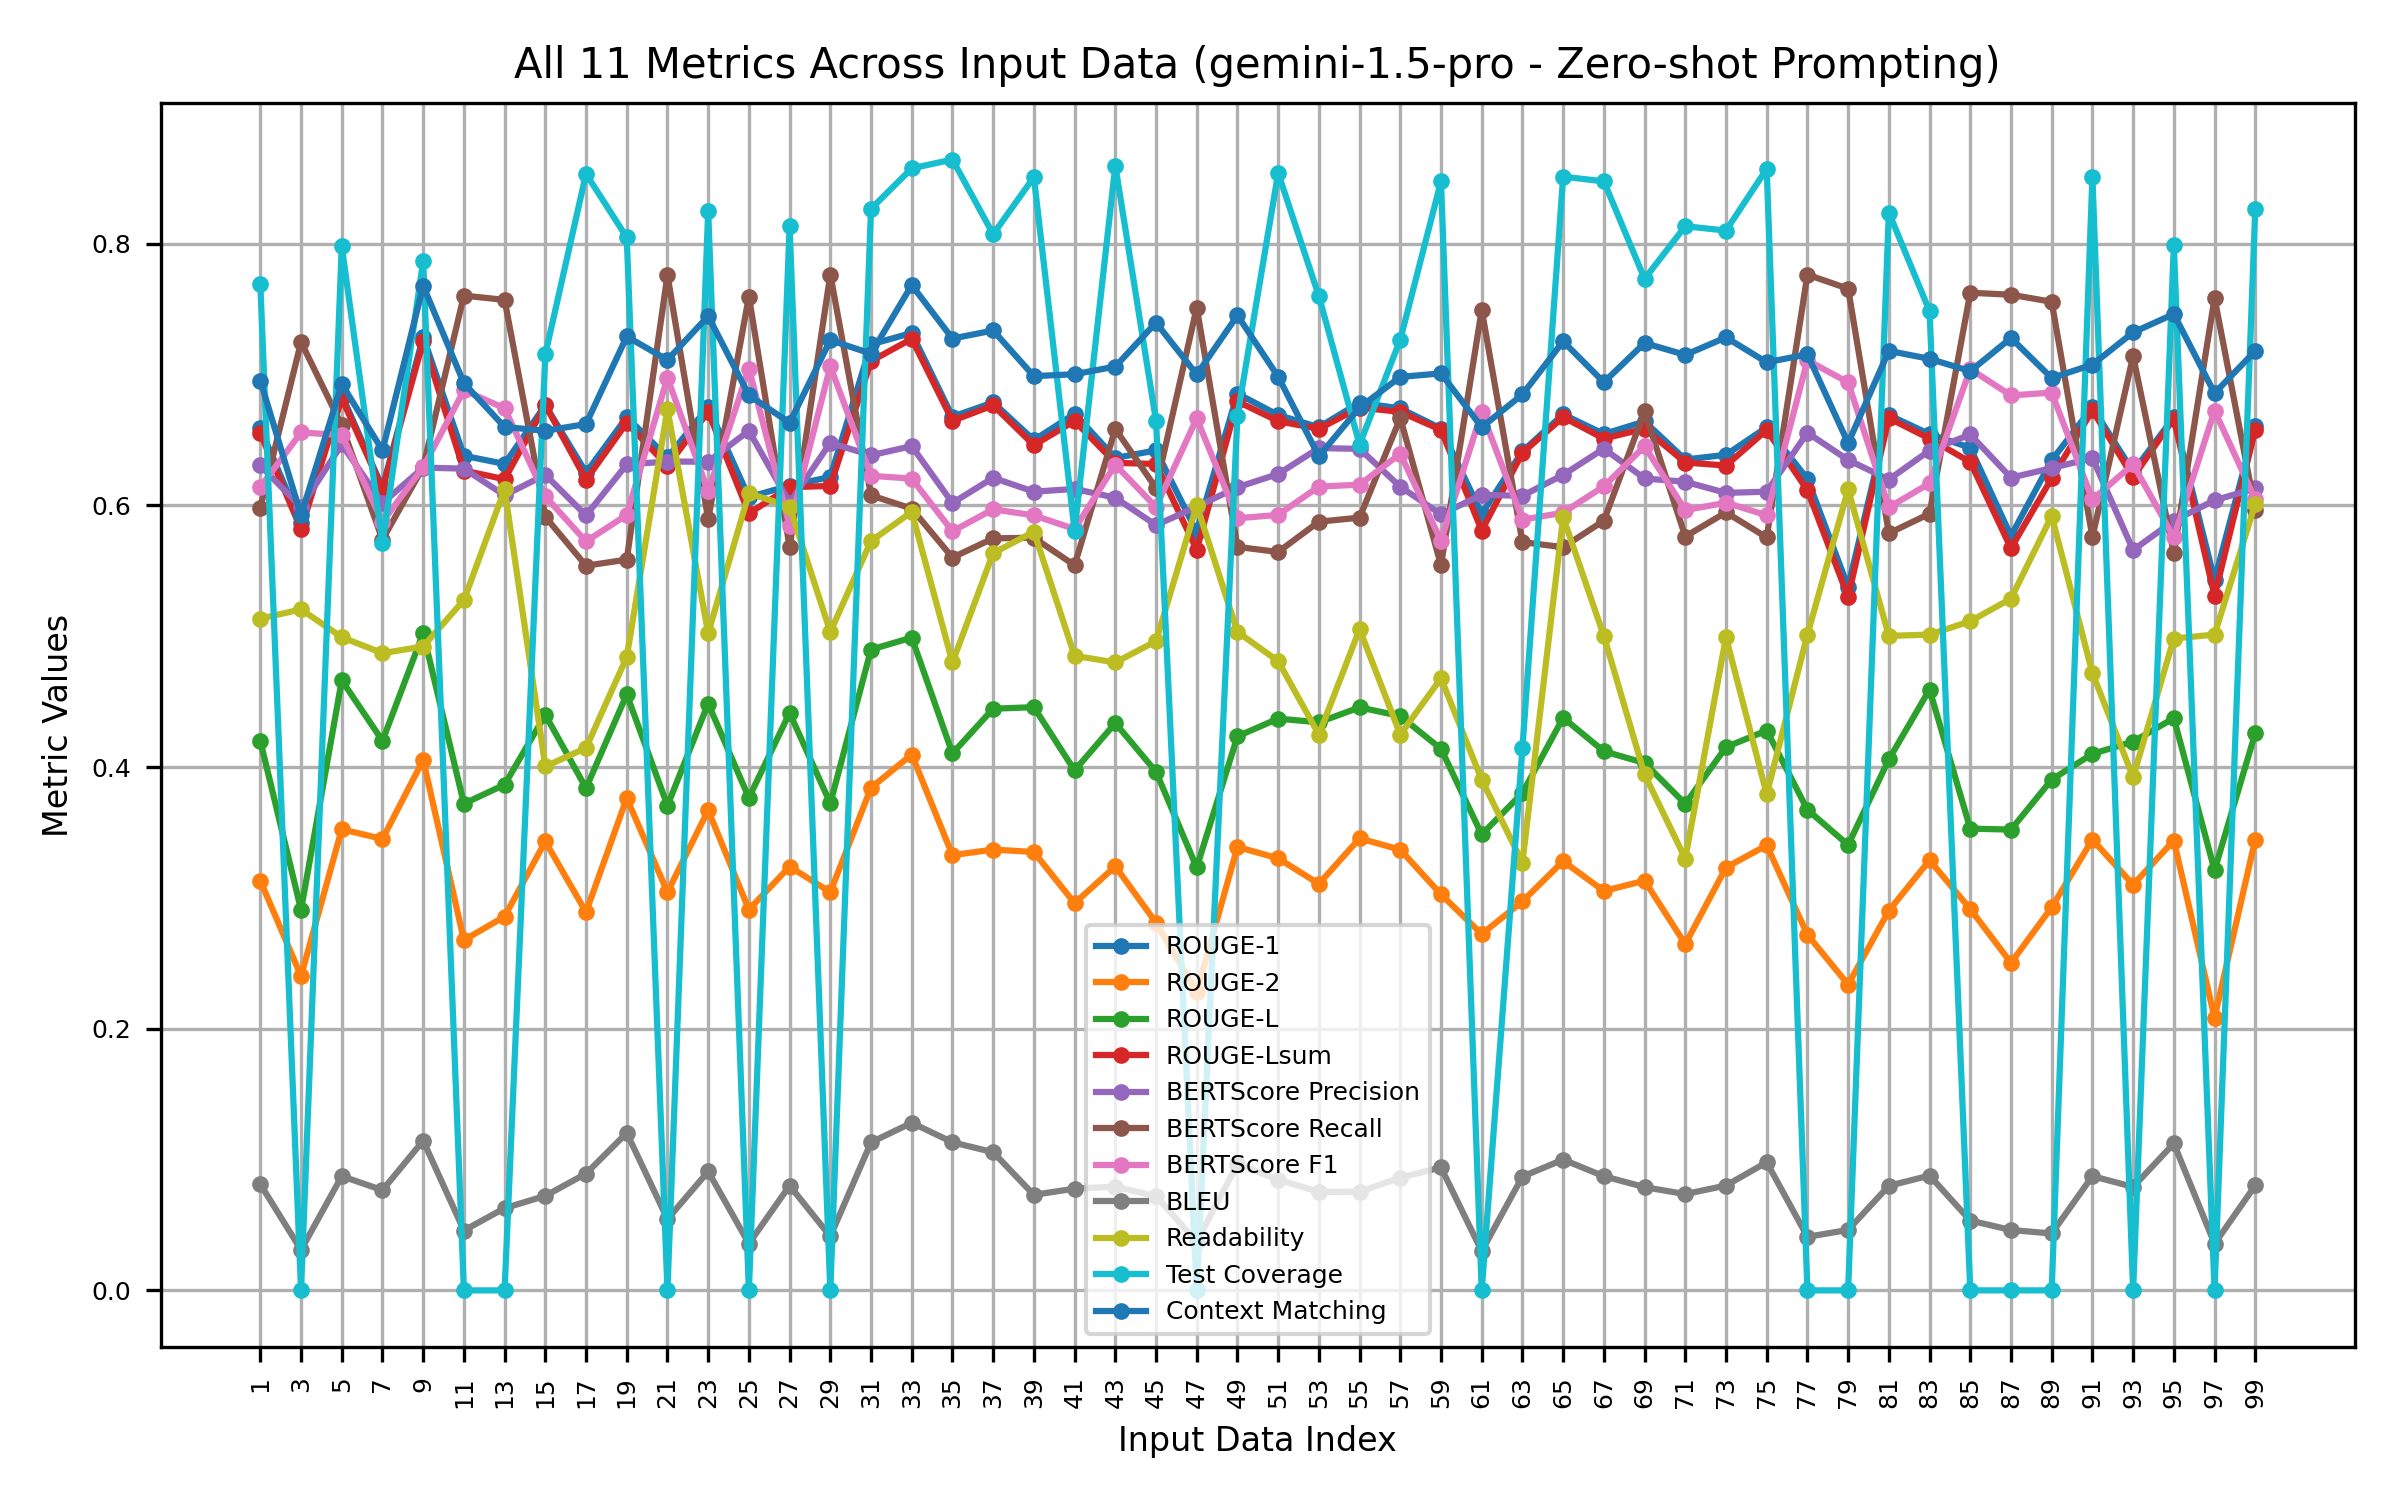 All 11 Metrics Across Input Data (gemini-1.5-pro - Zero-shot Prompting)
Metric Values
0.8
0.6
0.4
0.2
0.0
ROUGE-1
ROUGE-2
ROUGE-L
ROUGE-Lsum
BERTScore Precision
BERTScore Recall
BERTScore F1
BLEU
Readability
Test Coverage
Context Matching
1 3 5 7 9 11 13 15 17 19 21 23 25 27 29 31 33 35 37 39 41 43 45 47 49 51 53 55 57 59 61 63 65 67 69 71 73 75 77 79 81 83 85 87 89 91 93 95 97 99
Input Data Index